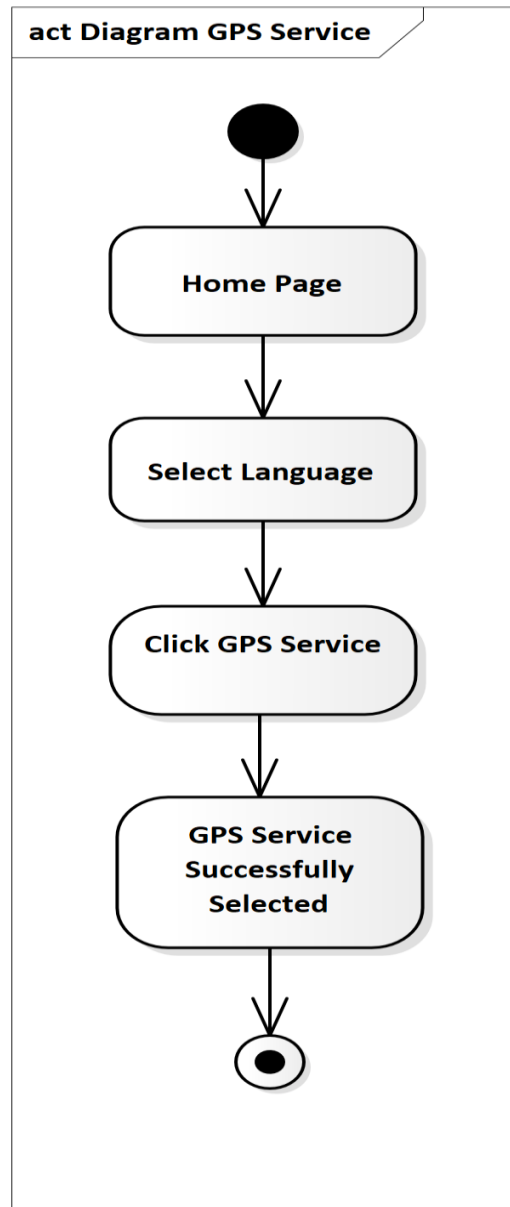 act Diagram GPS Service
Home Page
Select Language
Click GPS Service
GPS Service
Successfully
Selected